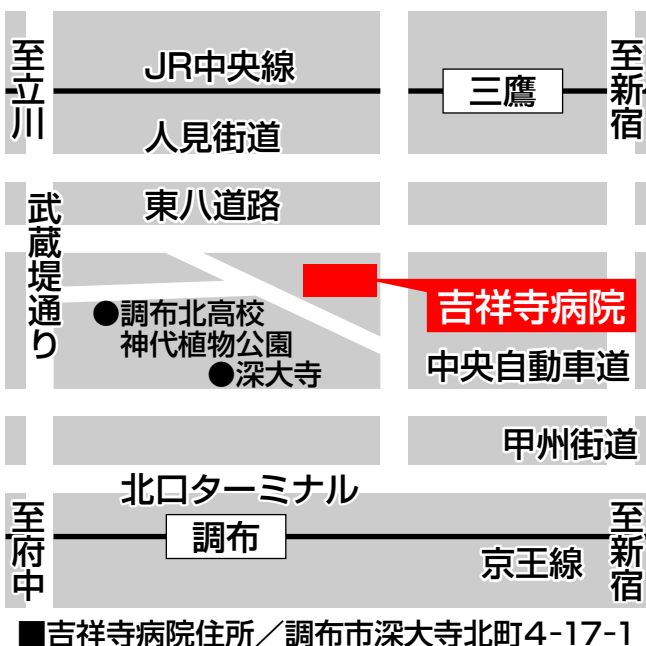 至立川
JR中央線
三鷹
至新宿
人見街道
武蔵堤通り
東八道路
吉祥寺病院
●調布北高校
神代植物公園
●深大寺
中央自動車道
甲州街道
北口ターミナル
至府中
調布
京王線
至新宿
■吉祥寺病院住所／調布市深大寺北町4-17-1